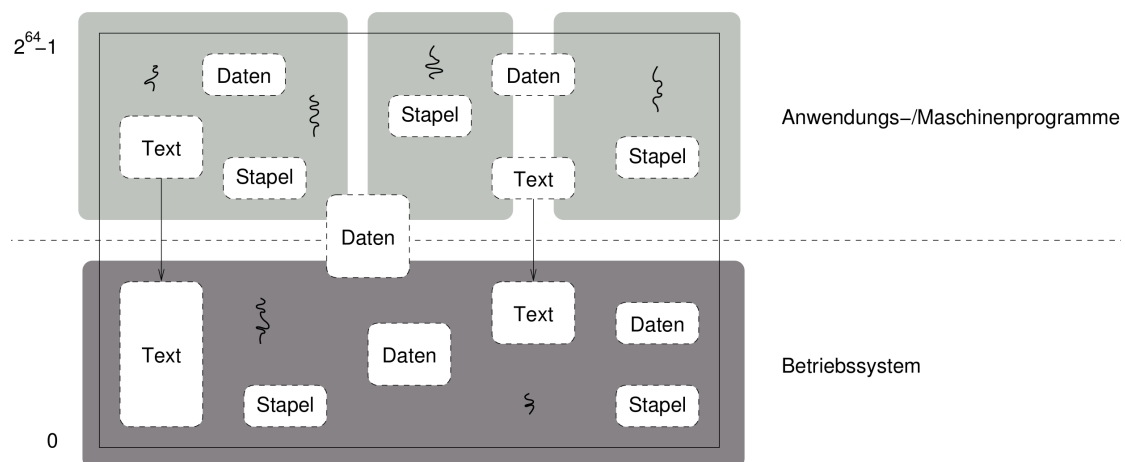 2^64−1
Daten
Daten
Stapel
Anwendungs−/Maschinenprogramme
Text
Stapel
Stapel
Text
Daten
Text
Daten
Text
Daten
Betriebssystem
Stapel
Stapel
0